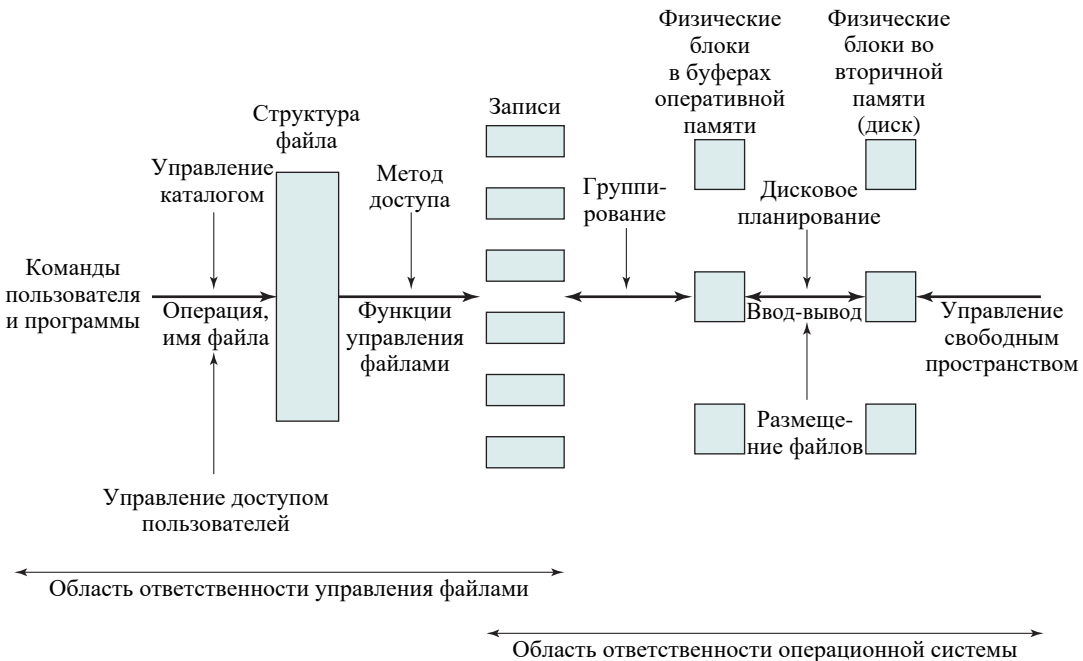 Физические
блоки
в буферах
оперативной
памяти
Физические
блоки во
вторичной
памяти
(диск)
Структура
файла
Записи
Управление
каталогом
Метод
доступа
Группи-
рование
Дисковое
планирование
Команды
пользователя
и программы
Операция,
имя файла
Функции
управления
файлами
Ввод-вывод
Управление
свободным
пространством
Размеще-
ние файлов
Управление доступом
пользователей
Область ответственности управления файлами
Область ответственности операционной системы